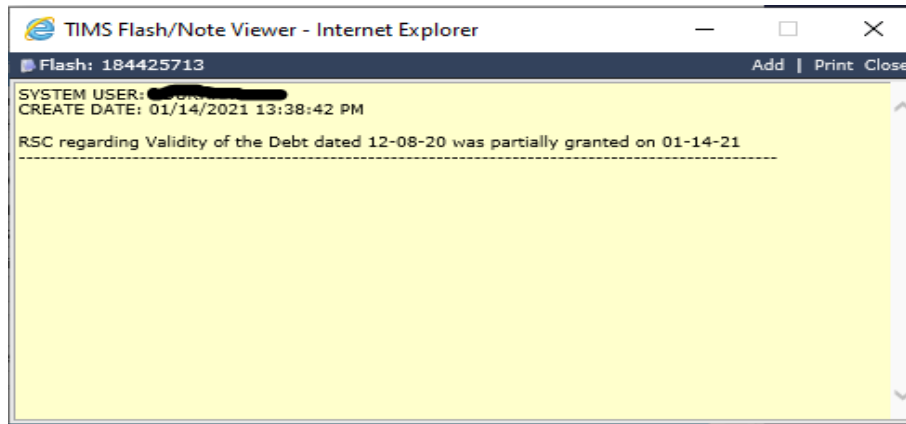 TIMS Flash/Note Viewer - Internet Explorer
Flash: 184425713 Add | Print Close
SYSTEM USER:
CREATE DATE: 01/14/2021 13:38:42 PM
RSC regarding Validity of the Debt dated 12-08-20 was partially granted on 01-14-21